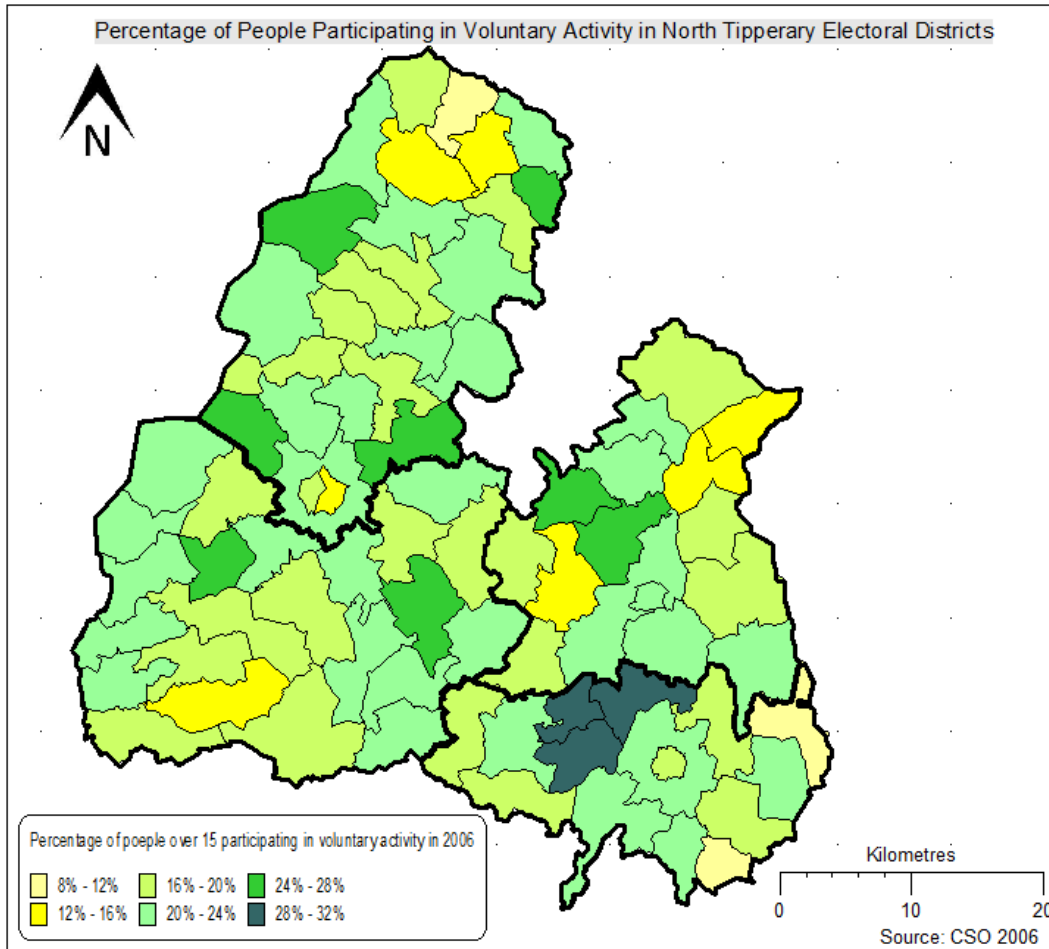 Percentage of People Participating in Voluntary Activity in North Tipperary Electoral Districts
N
Percentage of poeple over 15 participating in voluntary activity in 2006
8% - 12% 16% - 20% 24% - 28%
12% - 16% 20% - 24% 28% - 32%
Kilometres
0 10 20
Source: CSO 2006